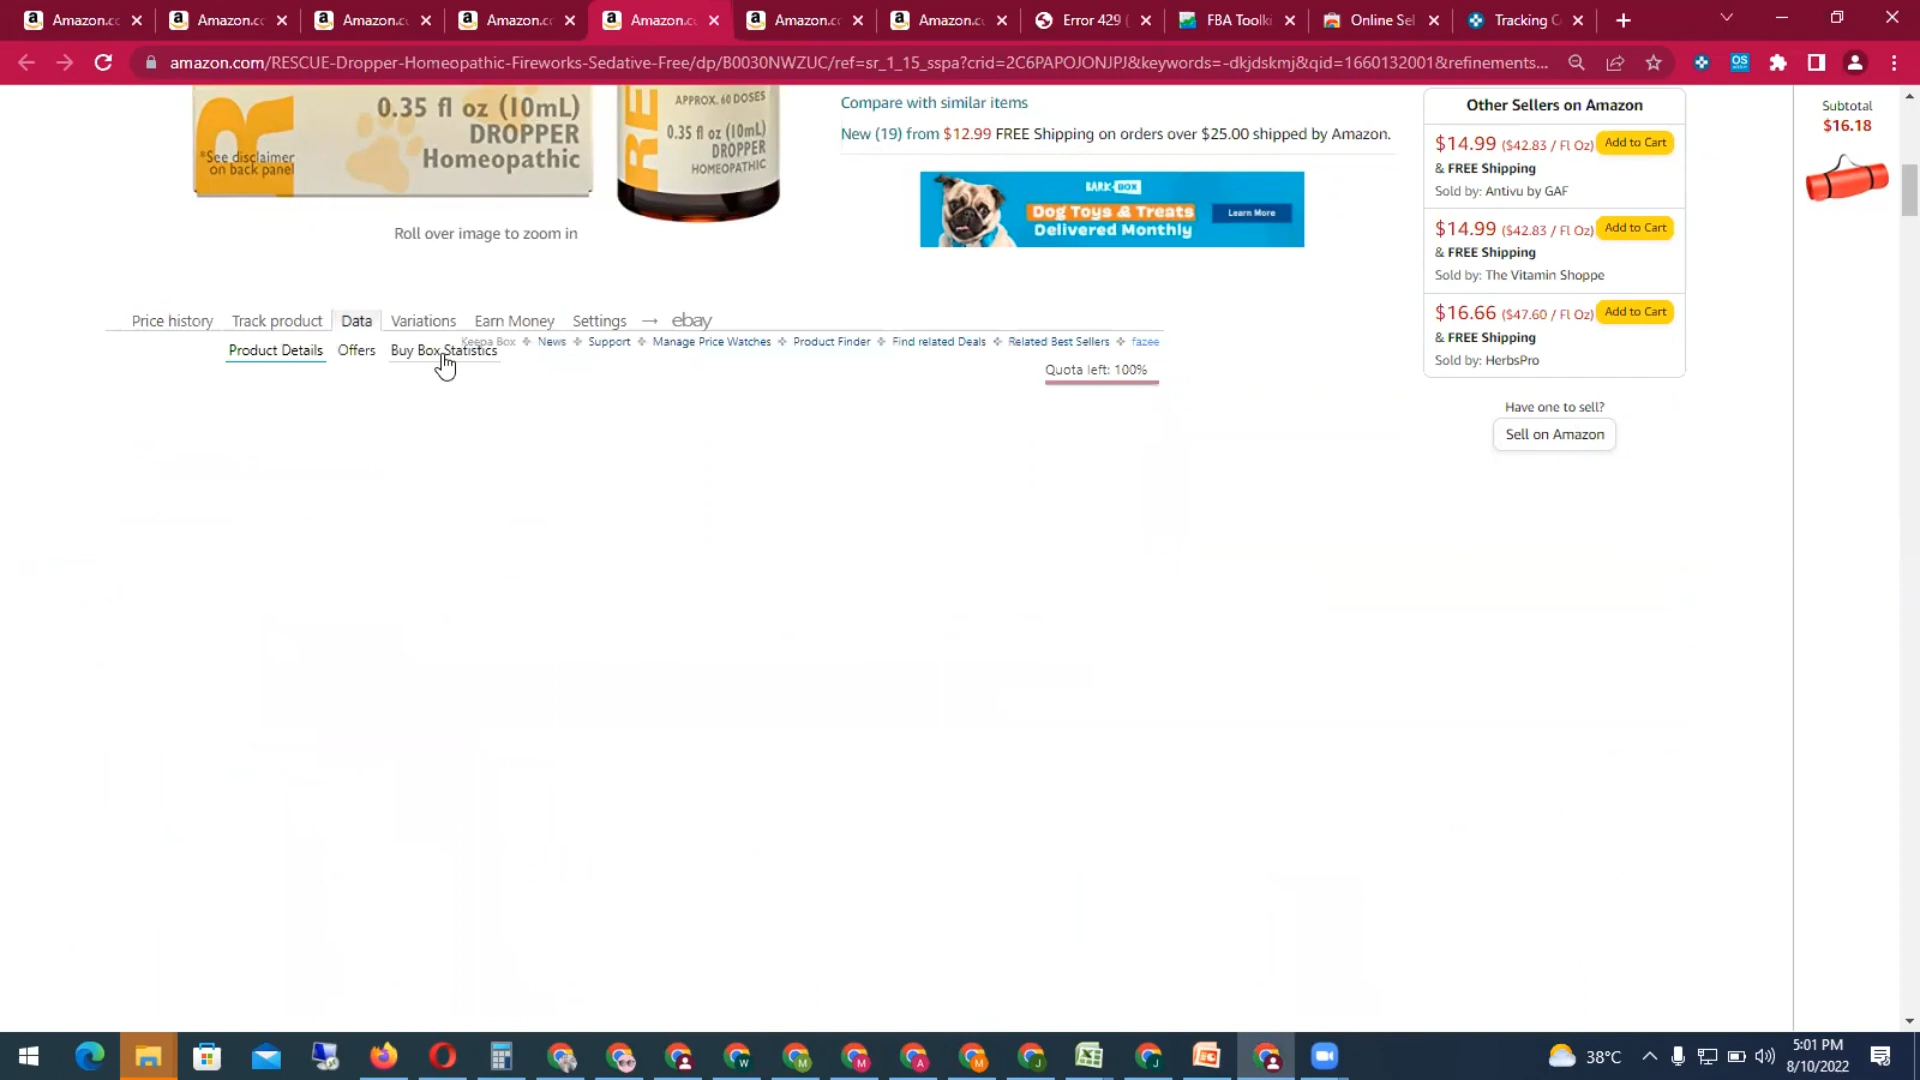 Amazon.c
Amazon.c
Amazon.c
Amazon.c
Amazon.c
Amazon.c
Amazon.c
Error 429 (
FBA Toolki
Online Sel
Tracking C
amazon.com/RESCUE-Dropper-Homeopathic-Fireworks-Sedative-Free/dp/B0030NWZUC/ref=sr_1_15_sspa?crid=2C6PAPOJONJPJ&keywords=-dkjdskmj&qid=1660132001&refinements...
OS
R
*See disclaimer
on back panel
0.35 fl oz (10mL)
DROPPER
Homeopathic
RE
APPROX. 60 DOSES
0.35 fl oz (10mL)
DROPPER
HOMEOPATHIC
Roll over image to zoom in
Compare with similar items
New (19) from $12.99 FREE Shipping on orders over $25.00 shipped by Amazon.
BARK BOX
Dog Toys & Treats
Delivered Monthly
Learn More
Other Sellers on Amazon
$14.99 ($42.83 / Fl Oz) Add to Cart
& FREE Shipping
Sold by: Antivu by GAF
$14.99 ($42.83 / Fl Oz) Add to Cart
& FREE Shipping
Sold by: The Vitamin Shoppe
$16.66 ($47.60 / Fl Oz) Add to Cart
& FREE Shipping
Sold by: HerbsPro
Have one to sell?
Sell on Amazon
Subtotal
$16.18
Price history Track product Data Variations Earn Money Settings → ebay
Keepa Box News Support Manage Price Watches Product Finder Find related Deals Related Best Sellers fazee
Product Details Offers Buy Box Statistics
Quota left: 100%
38°C
5:01 PM
8/10/2022